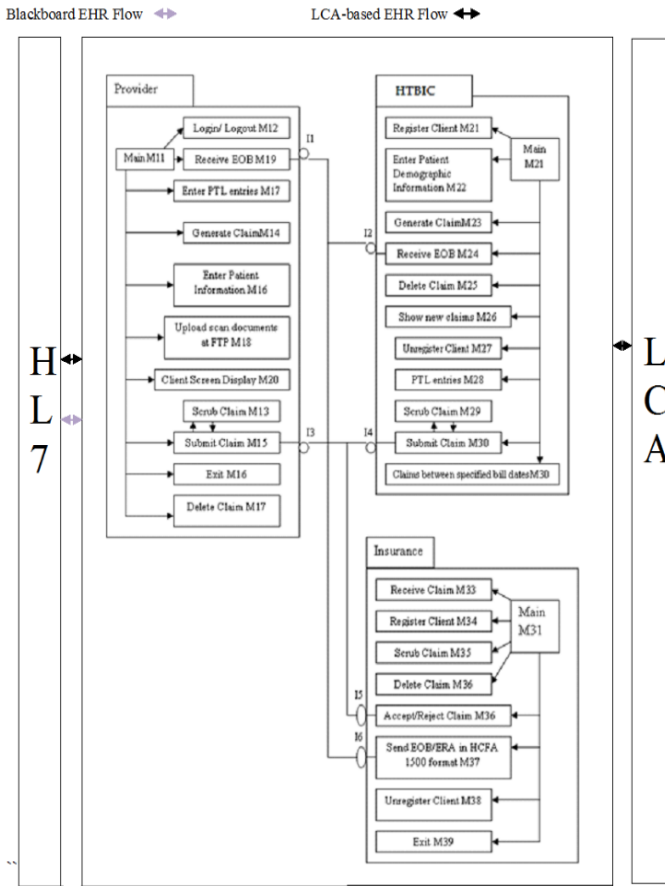 Blackboard EHR Flow
LCA-based EHR Flow
H
L
7
Provider
Login/ Logout M12
Main M11
Receive EOB M19
Enter PTL entries M17
Generate ClaimM14
Enter Patient
Information M16
Upload scan documents
at FTP M18
Client Screen Display M20
Scrub Claim M13
Submit Claim M15
Exit M16
Delete Claim M17
I1
I2
I3
I4
I5
I6
HTBIC
Register Client M21
Main
M21
Enter Patient
Demographic
Information M22
Generate ClaimM23
Receive EOB M24
Delete Claim M25
Show new claims M26
Unregister Client M27
PTL entries M28
Scrub Claim M29
Submit Claim M30
Claims between specified bill datesM30
Insurance
Receive Claim M33
Main
M31
Register Client M34
Scrub Claim M35
Delete Claim M36
Accept/Reject Claim M36
Send EOB/ERA in HCFA
1500 format M37
Unregister Client M38
Exit M39
L
C
A
``